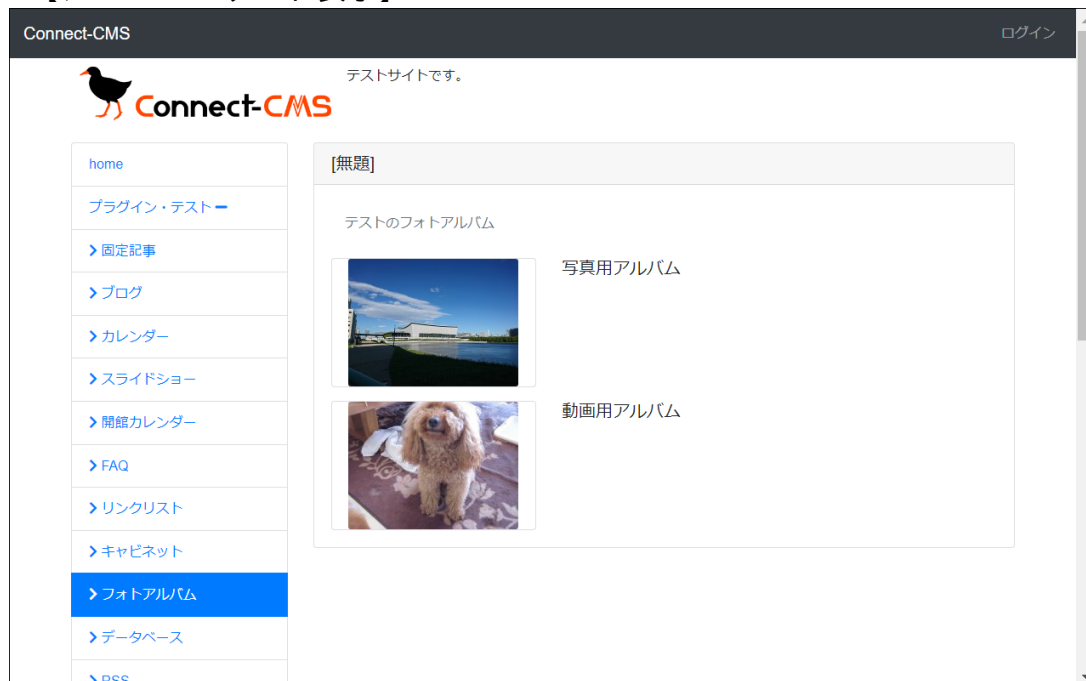 Connect-CMS
ログイン
Connect-CMS
テストサイトです。
home
プラグイン・テスト
固定記事
ブログ
カレンダー
スライドショー
開館カレンダー
FAQ
リンクリスト
キャビネット
フォトアルバム
データベース
[無題]
テストのフォトアルバム
写真用アルバム
動画用アルバム